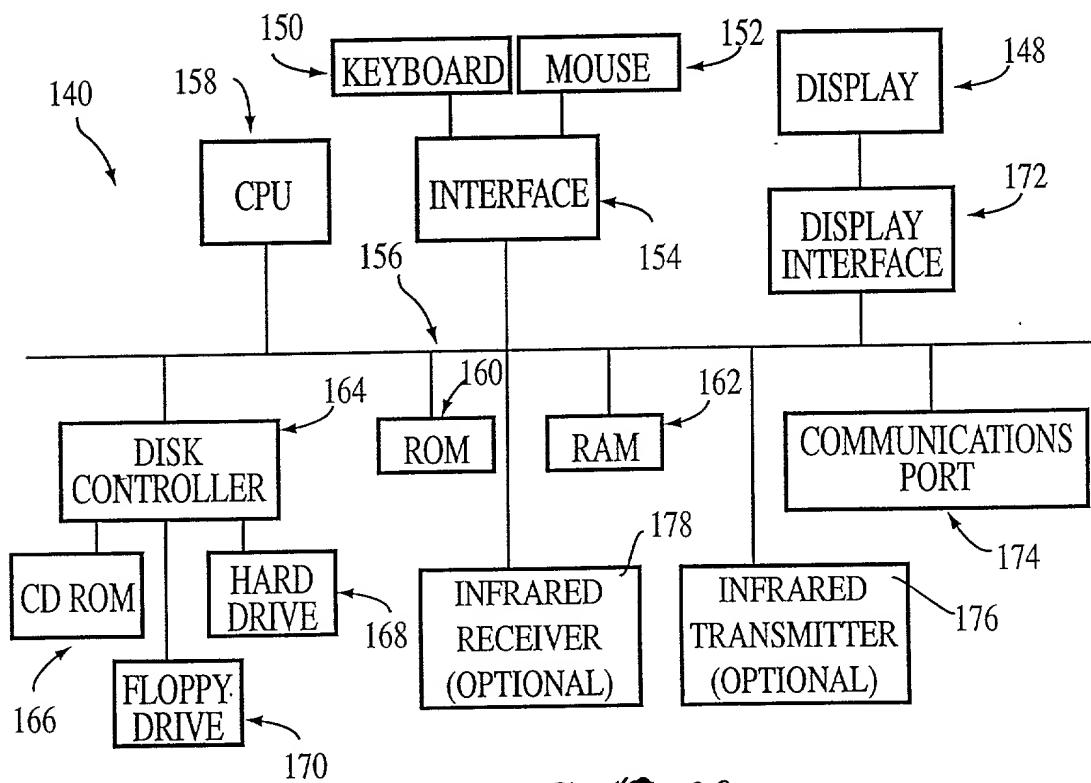 150
KEYBOARD
MOUSE
152
DISPLAY
148
158
140
CPU
INTERFACE
154
172
DISPLAY
INTERFACE
156
160
162
164
DISK
CONTROLLER
ROM
RAM
COMMUNICATIONS
PORT
174
CD ROM
166
HARD
DRIVE
168
FLOPPY
DRIVE
170
178
INFRARED
RECEIVER
(OPTIONAL)
INFRARED
TRANSMITTER
(OPTIONAL)
176